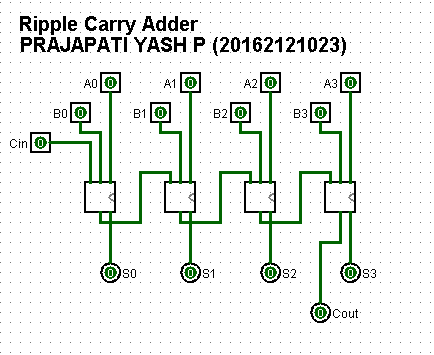 Ripple Carry Adder
PRAJAPATI YASH P (20162121023)
A0 0 A1 0 A2 0 A3 0
B0 0 B1 0 B2 0 B3 0
Cin 0
0 S0 0 S1 0 S2 0 S3
0 Cout